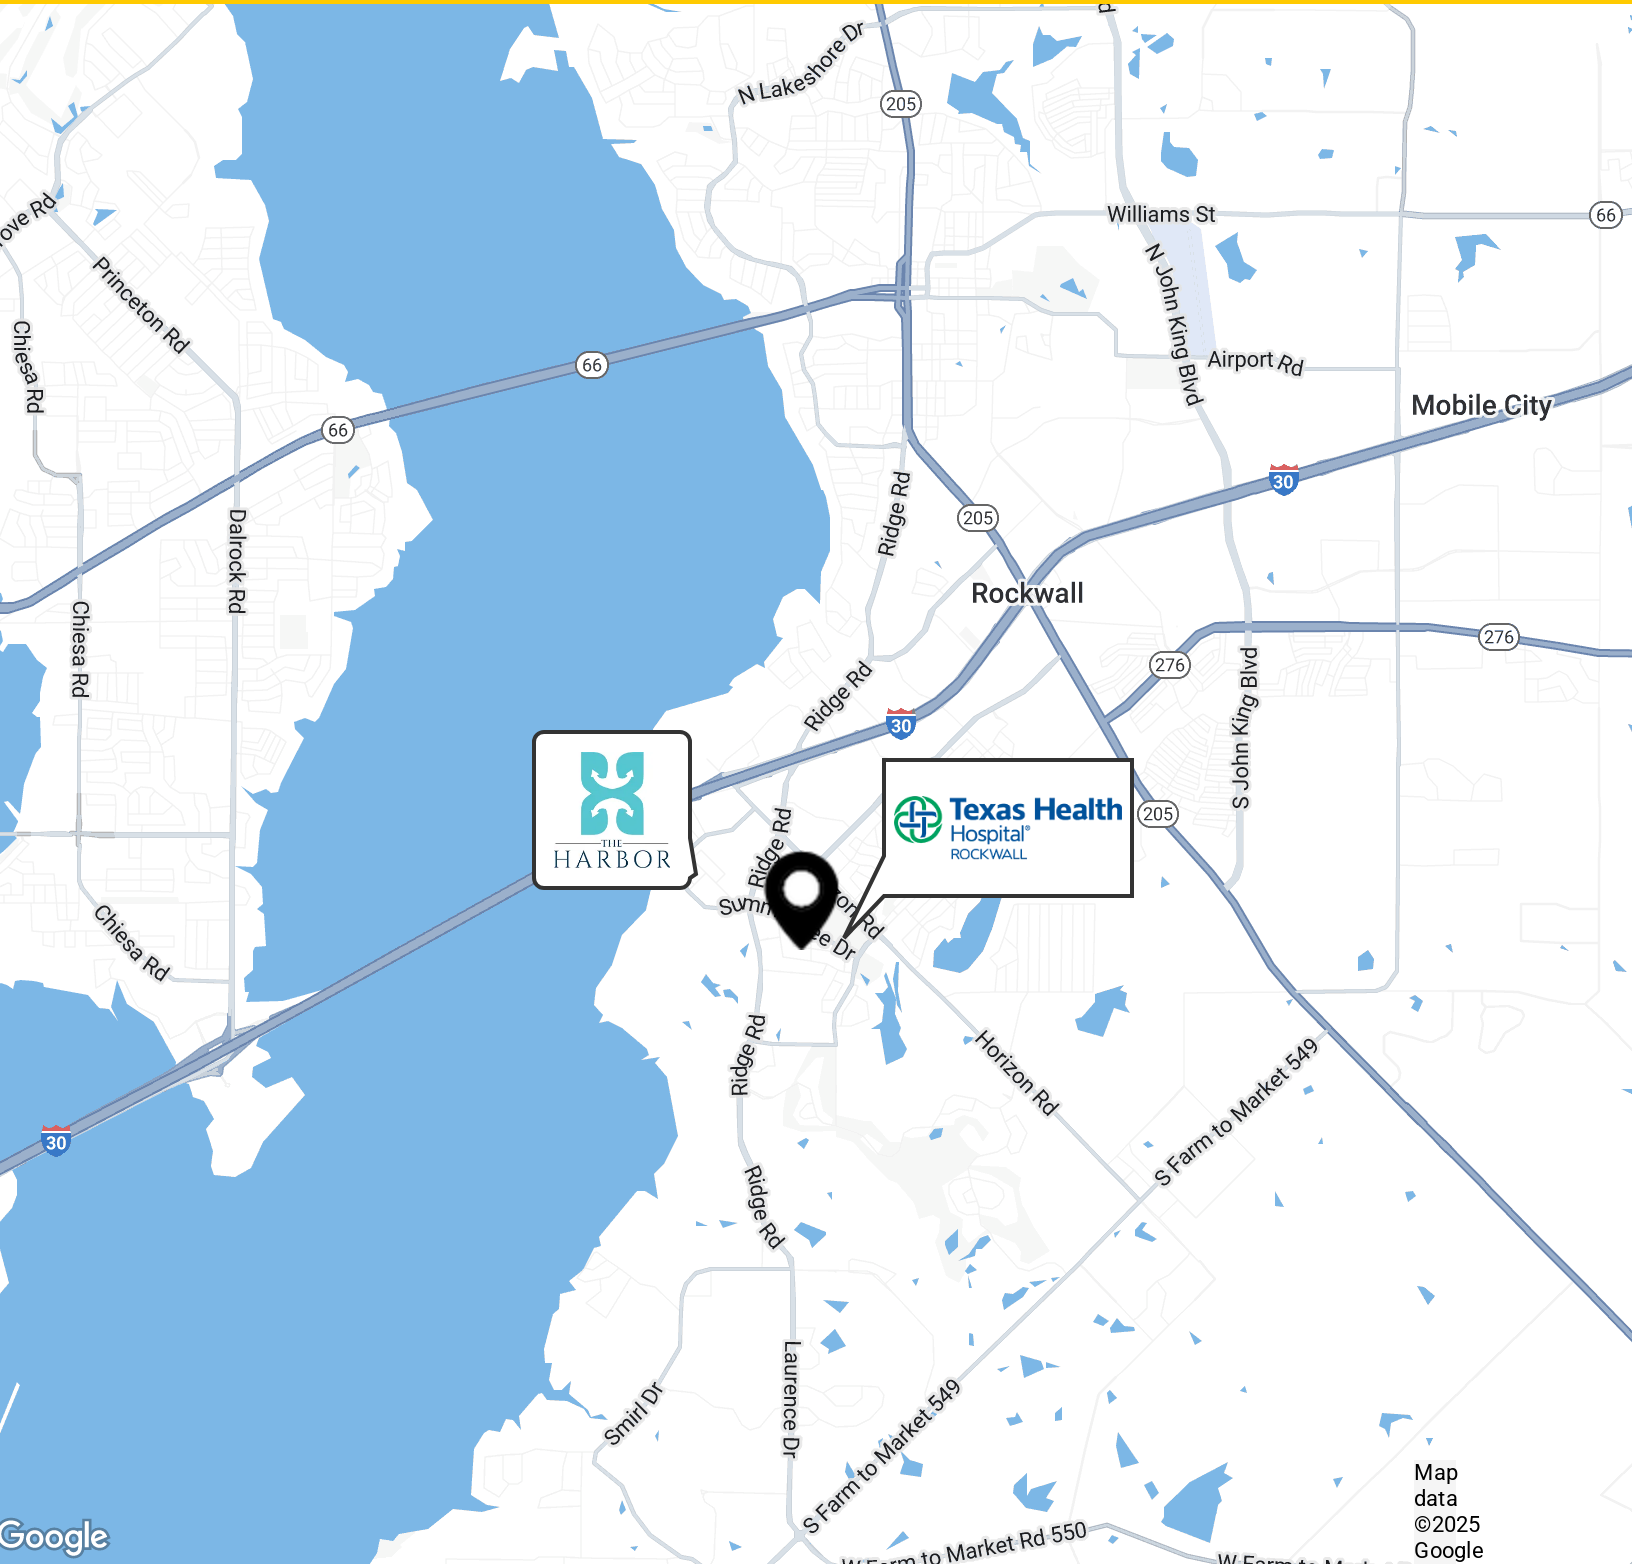 N Lakeshore Dr
205
Williams St
66
Princeton Rd
N John King Blvd
Chiesa Rd
66
Airport Rd
Mobile City
66
30
Ridge Rd
205
Dalrock Rd
Rockwall
Chiesa Rd
276
276
Ridge Rd
S John King Blvd
30
THE
HARBOR
Texas Health
Hospital®
ROCKWALL
205
Ridge Rd
Rd
Dr
Chiesa Rd
Ridge Rd
Horizon Rd
S Farm to Market 549
30
Ridge Rd
Laurence Dr
Smirl Dr
S Farm to Market 549
Map
data
©2025
Google
Google
W Farm to Market Rd 550